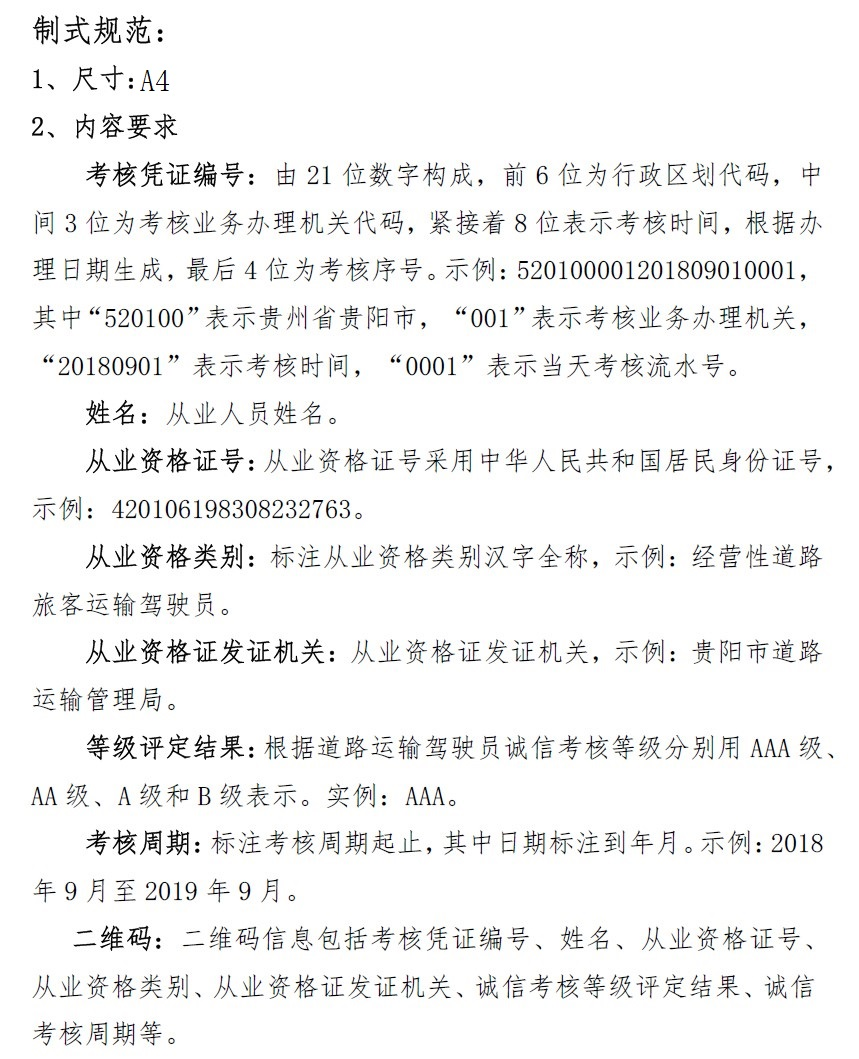 制式规范：
1、尺寸：A4
2、内容要求
考核凭证编号：由 21 位数字构成，前 6 位为行政区划代码，中
间 3 位为考核业务办理机关代码，紧接着 8 位表示考核时间，根据办
理日期生成，最后 4 位为考核序号。示例：520100001201809010001，
其中“520100”表示贵州省贵阳市，“001”表示考核业务办理机关，
“20180901”表示考核时间，“0001”表示当天考核流水号。
姓名：从业人员姓名。
从业资格证号：从业资格证号采用中华人民共和国居民身份证号，
示例：420106198308232763。
从业资格类别：标注从业资格类别汉字全称，示例：经营性道路
旅客运输驾驶员。
从业资格证发证机关：从业资格证发证机关，示例：贵阳市道路
运输管理局。
等级评定结果：根据道路运输驾驶员诚信考核等级分别用 AAA 级、
AA 级、A 级和 B 级表示。实例：AAA。
考核周期：标注考核周期起止，其中日期标注到年月。示例：2018
年 9 月至 2019 年 9 月。
二维码：二维码信息包括考核凭证编号、姓名、从业资格证号、
从业资格类别、从业资格证发证机关、诚信考核等级评定结果、诚信
考核周期等。